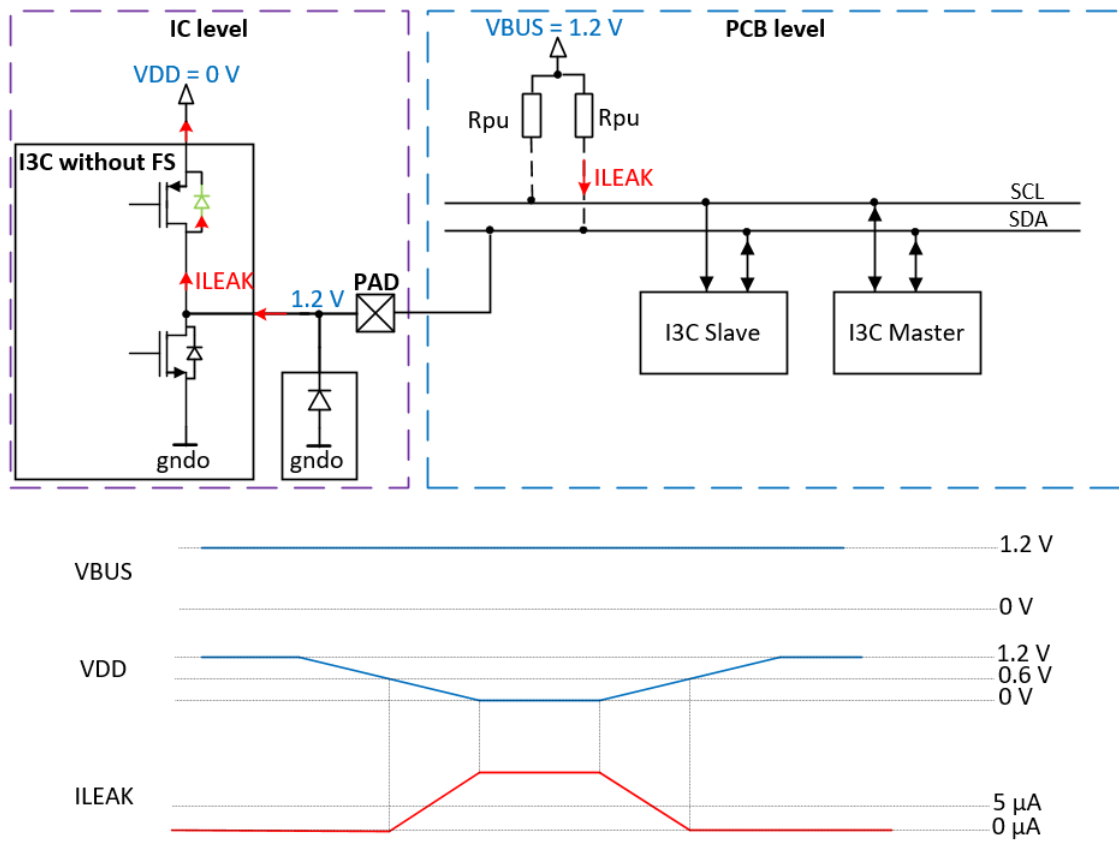 IC level
PCB level
VDD = 0 V
VBUS = 1.2 V
Rpu
Rpu
I3C without FS
ILEAK
SCL
SDA
ILEAK
1.2 V
PAD
I3C Slave
I3C Master
gndo
gndo
VBUS
1.2 V
0 V
VDD
1.2 V
0.6 V
0 V
ILEAK
5 µA
0 µA